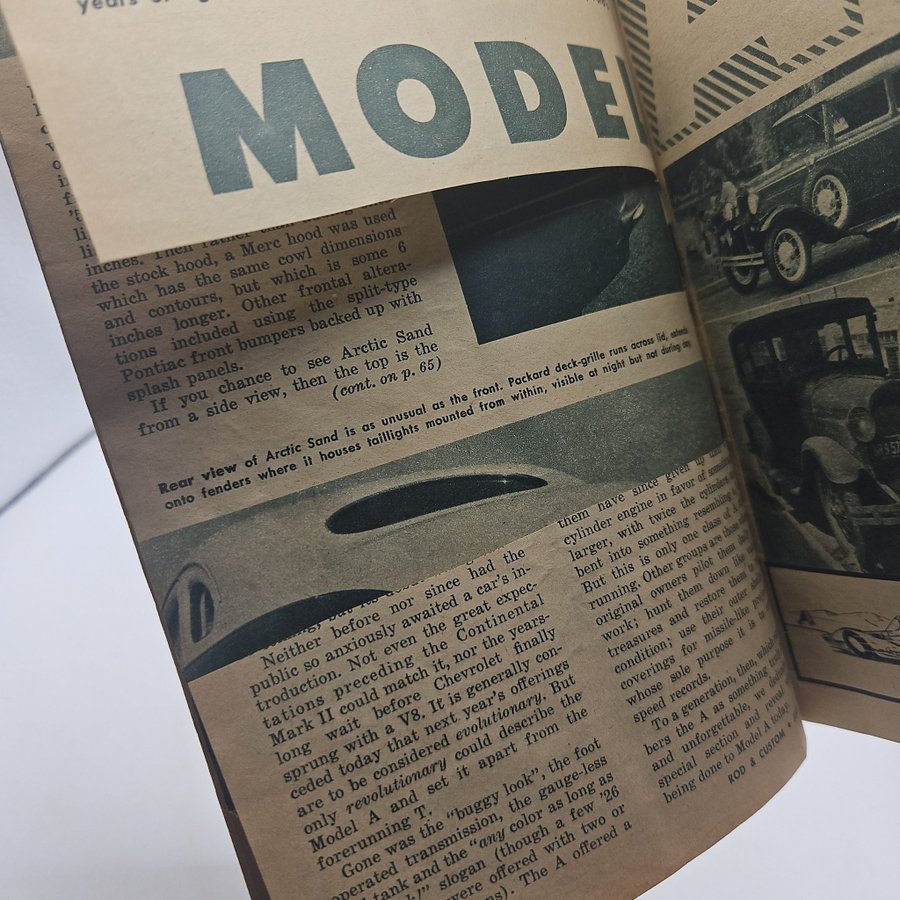 years
MODE
inches. Then rather than
the stock hood, a Merc hood was used
which has the same cowl dimensions
and contours, but which is some 6
inches longer. Other frontal altera-
tions included using the split-type
Pontiac front bumpers backed up with
splash panels.
If you chance to see Arctic Sand
from a side view, then the top is the
(cont. on p. 65)
Rear view of Arctic Sand is as unusual as the front. Packard deck-grille runs across lid, extends
onto fenders where it houses taillights mounted from within, visible at night but not during day.
Neither before nor since had the
public so anxiously awaited a car's in-
troduction. Not even the great expec-
tations preceding the Continental
Mark II could match it, nor the years-
long wait before Chevrolet finally
sprung with a V8. It is generally con-
ceded today that next year's offerings
are to be considered evolutionary. But
only revolutionary could describe the
Model A and set it apart from the
forerunning T.
Gone was the "buggy look", the foot
operated transmission, the gauge-less
tank and the "any color as long as
slogan (though a few '26
were offered with two or
The A offered a
them have since given up
cylinder engine in favor of
larger, with twice the cylinders
bent into something resembling
But this is only one class of A
running. Other groups are those
original owners pilot them
work; hunt them down like
treasures and restore them
condition; use their outer
coverings for missile-like
whose sole purpose it is
speed records.
To a generation, then, which
bers the A as something
and unforgettable, we
special section and reveal
being done to Model A today.
ROD & CUSTOM